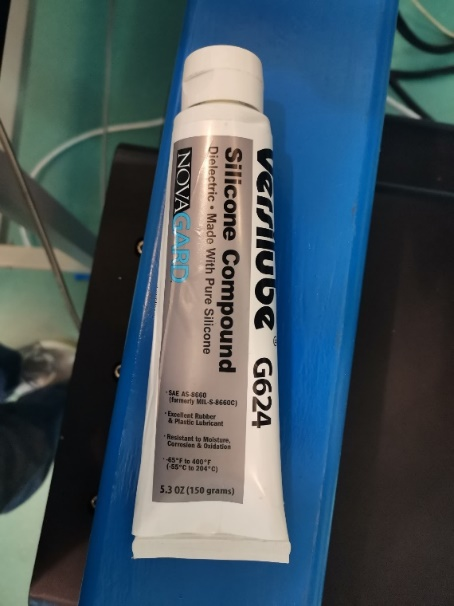 Versilube® G624
Silicone Compound
Dielectric • Made With Pure Silicone
NOVAGARD
· SAE AS-8660
(formerly MIL-S-8660C)
· Excellent Rubber
& Plastic Lubricant
· Resistant to Moisture,
Corrosion & Oxidation
· -65°F to 400°F
(-55°C to 204°C)
5.3 OZ (150 grams)